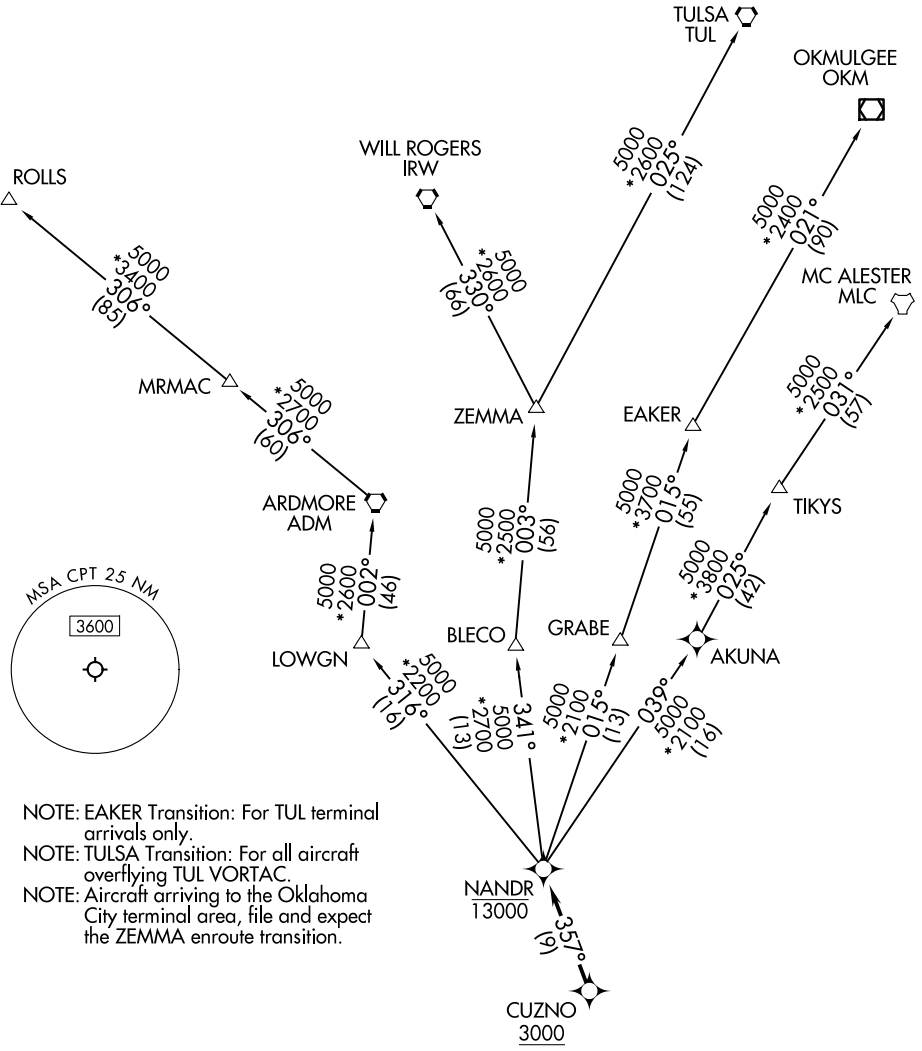 TULSA
TUL
OKMULGEE
OKM
WILL ROGERS
IRW
ROLLS
5000
*2600
025°
(124)
5000
*2400
021°
(90)
5000
*3400
306°
(85)
5000
*2600
330°
(66)
MC ALESTER
MLC
MRMAC
5000
*2700
306°
(60)
ZEMMA
EAKER
5000
*2500
031°
(57)
ARDMORE
ADM
5000
*2500
003°
(56)
5000
*3700
015°
(55)
TIKYS
5000
*2600
002°
(46)
5000
*3800
025°
(42)
MSA CPT 25 NM
3600
LOWGN
BLECO
GRABE
AKUNA
5000
*2200
316°
(16)
341°
5000
*2700
(13)
5000
*2100
015°
(13)
039°
5000
*2100
(16)
NOTE: EAKER Transition: For TUL terminal
arrivals only.
NOTE: TULSA Transition: For all aircraft
overflying TUL VORTAC.
NOTE: Aircraft arriving to the Oklahoma
City terminal area, file and expect
the ZEMMA enroute transition.
NANDR
13000
357°
(9)
CUZNO
3000